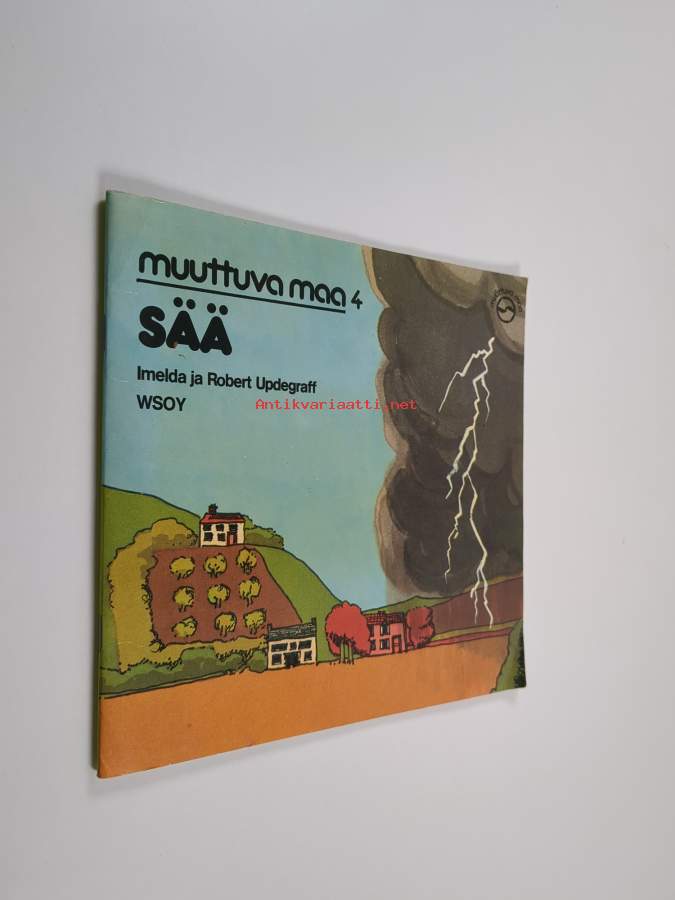 muuttuva maa 4
SÄÄ
Imelda ja Robert Updegraff
WSOY
Antikvariaatti.net